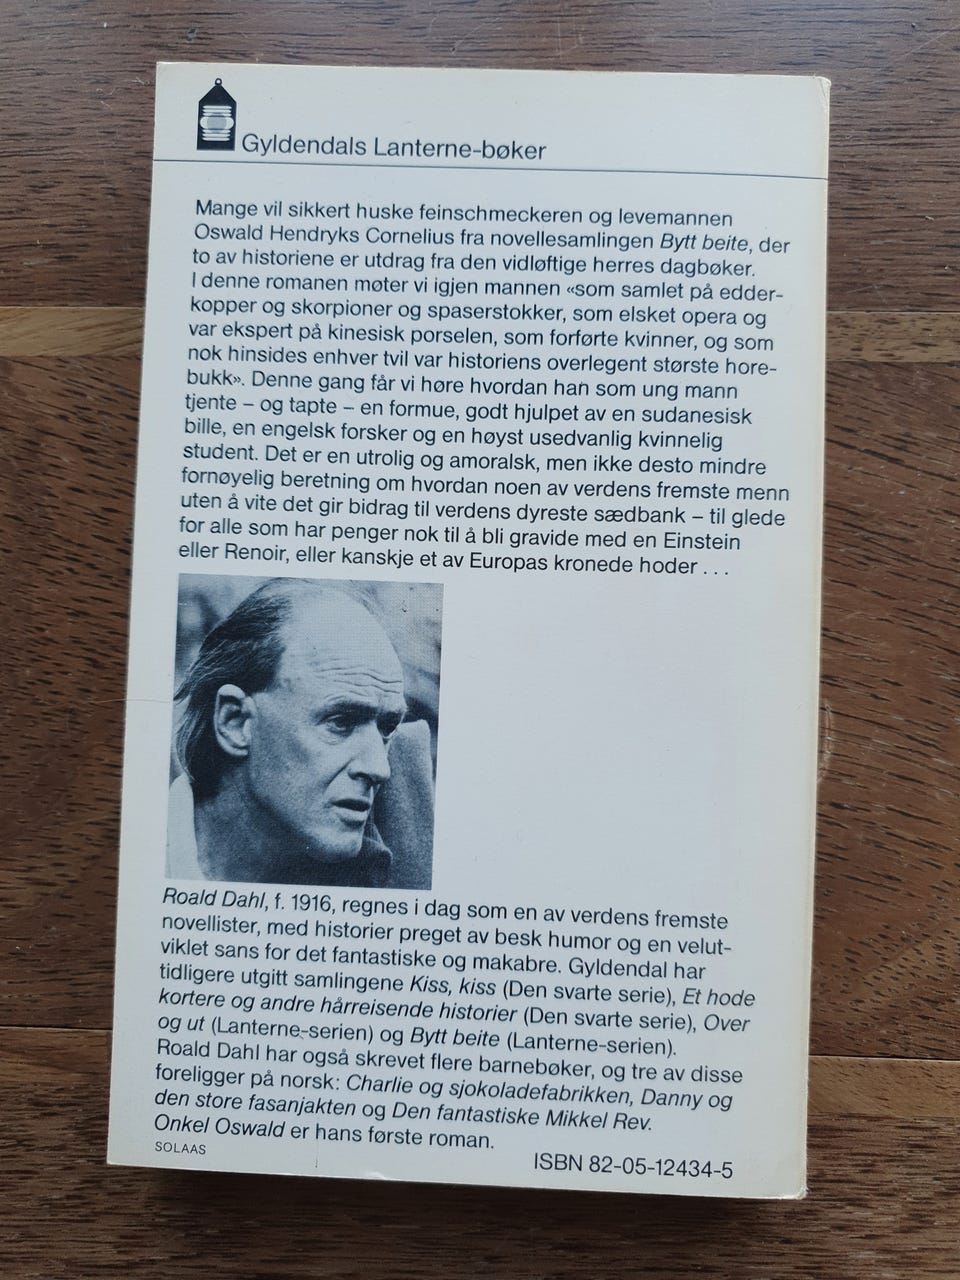 Gyldendals Lanterne-bøker
Mange vil sikkert huske feinschmeckeren og levemannen
Oswald Hendryks Cornelius fra novellesamlingen Bytt beite, der
to av historiene er utdrag fra den vidløftige herres dagbøker.
I denne romanen møter vi igjen mannen «som samlet på edder-
kopper og skorpioner og spaserstokker, som elsket opera og
var ekspert på kinesisk porselen, som forførte kvinner, og som
nok hinsides enhver tvil var historiens overlegent største hore-
bukk». Denne gang får vi høre hvordan han som ung mann
tjente – og tapte – en formue, godt hjulpet av en sudanesisk
bille, en engelsk forsker og en høyst usedvanlig kvinnelig
student. Det er en utrolig og amoralsk, men ikke desto mindre
fornøyelig beretning om hvordan noen av verdens fremste menn
uten å vite det gir bidrag til verdens dyreste sædbank – til glede
for alle som har penger nok til å bli gravide med en Einstein
eller Renoir, eller kanskje et av Europas kronede hoder . . .
Roald Dahl, f. 1916, regnes i dag som en av verdens fremste
novellister, med historier preget av besk humor og en velut-
viklet sans for det fantastiske og makabre. Gyldendal har
tidligere utgitt samlingene Kiss, kiss (Den svarte serie), Et hode
kortere og andre hårreisende historier (Den svarte serie), Over
og ut (Lanterne-serien) og Bytt beite (Lanterne-serien).
Roald Dahl har også skrevet flere barnebøker, og tre av disse
foreligger på norsk: Charlie og sjokoladefabrikken, Danny og
den store fasanjakten og Den fantastiske Mikkel Rev.
Onkel Oswald er hans første roman.
SOLAAS
ISBN 82-05-12434-5